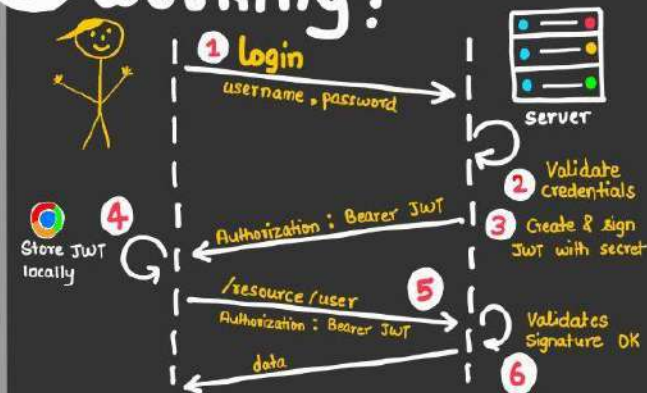 working?
1 Login
username, password
server
2 Validate
credentials
Authorization: Bearer JWT
3 Create & sign
JWT with secret
4
Store JWT
locally
/resource/user
5
Authorization: Bearer JWT
Validates
Signature OK
data
6